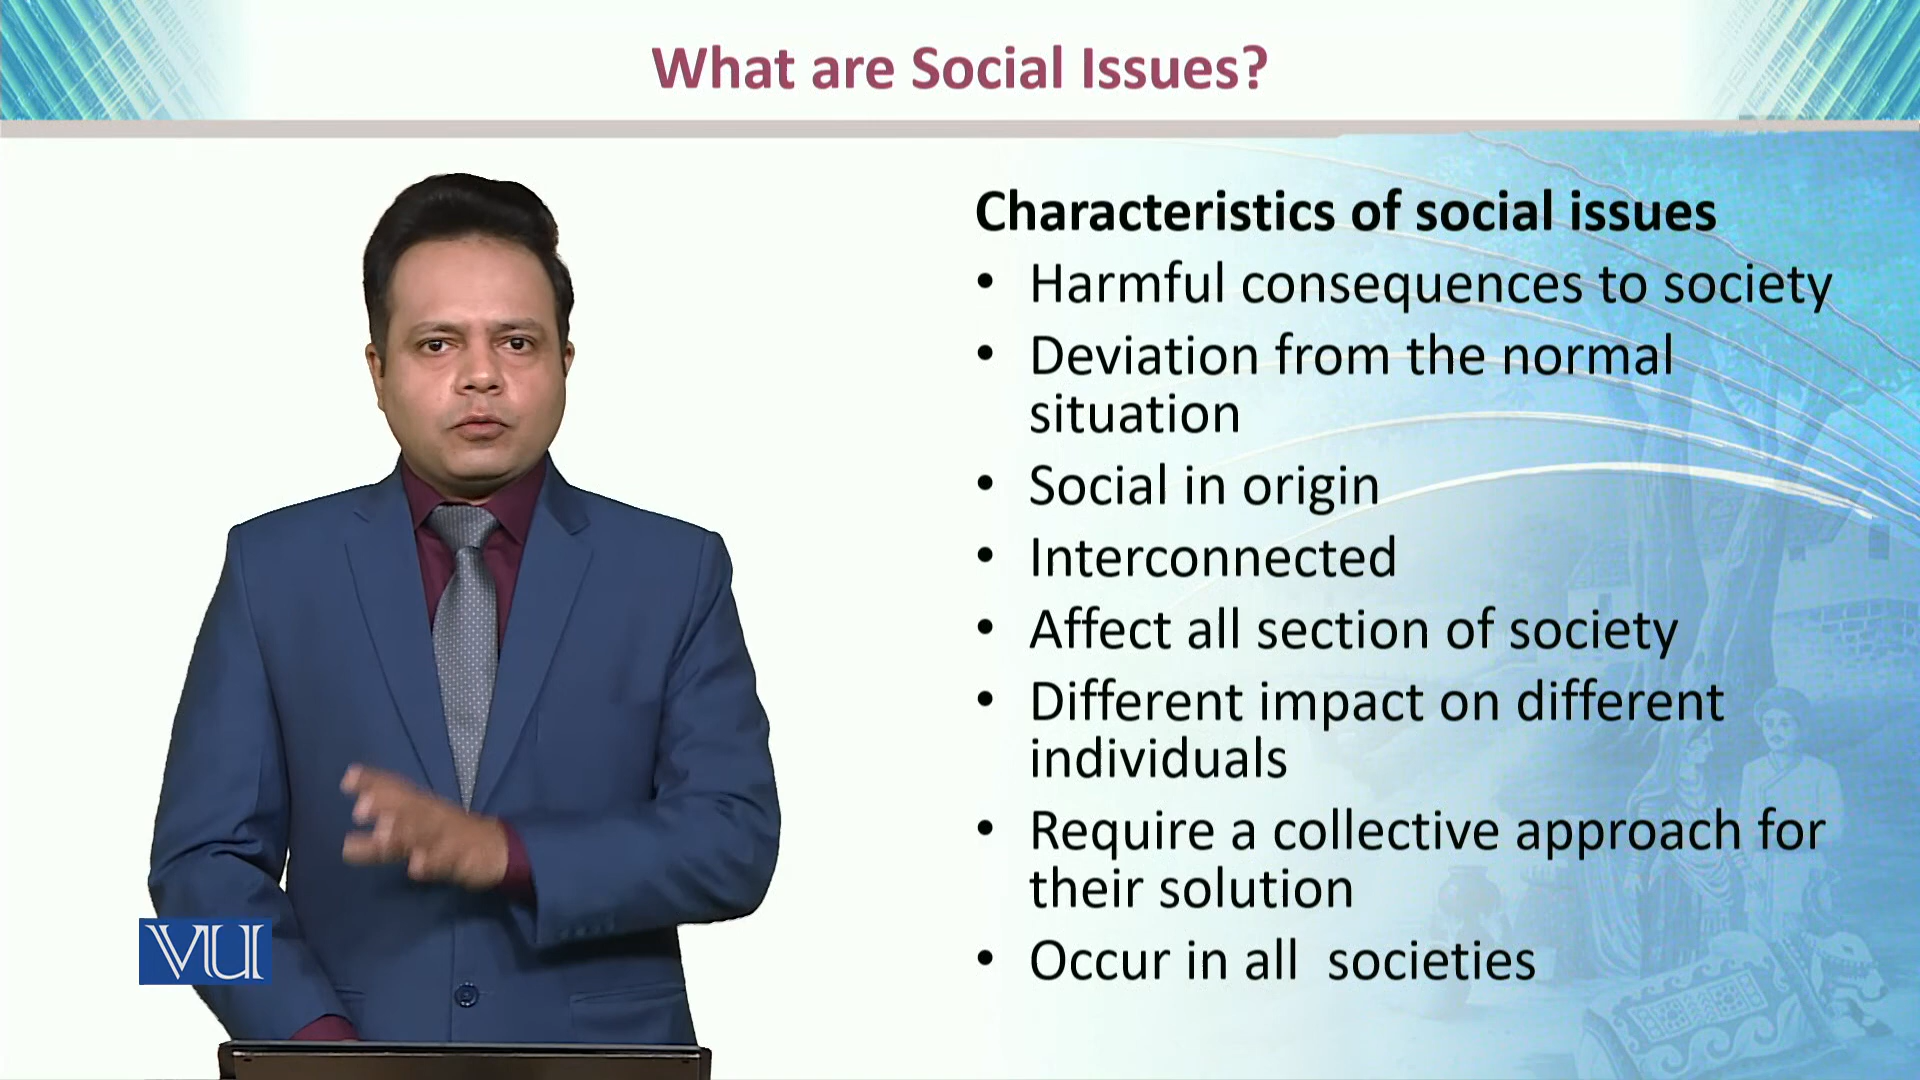 What are Social Issues?
Characteristics of social issues
• Harmful consequences to society
• Deviation from the normal
situation
• Social in origin
• Interconnected
• Affect all section of society
• Different impact on different
individuals
• Require a collective approach for
their solution
• Occur in all  societies
VU